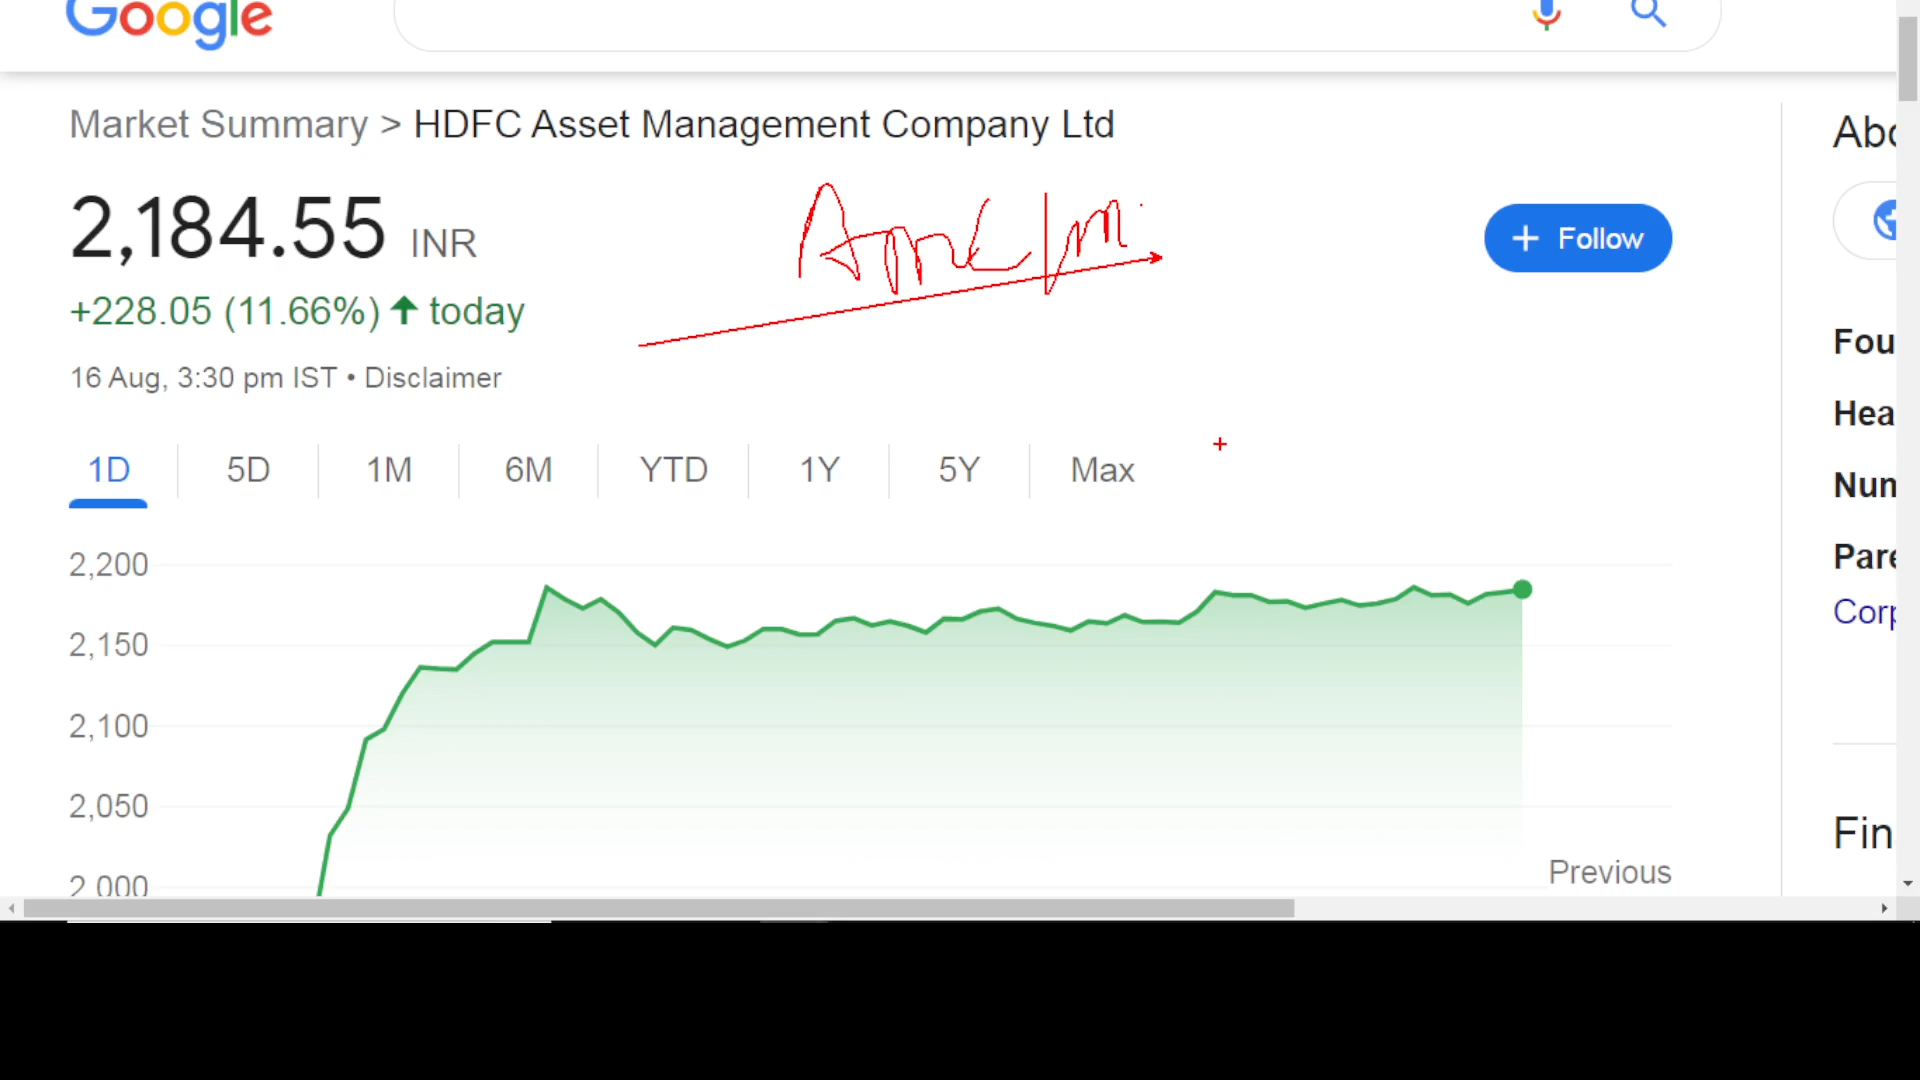 Google
Market Summary > HDFC Asset Management Company Ltd
2,184.55 INR
+ Follow
+228.05 (11.66%) ↑ today
16 Aug, 3:30 pm IST • Disclaimer
1D 5D 1M 6M YTD 1Y 5Y Max
2,200
2,150
2,100
2,050
2,000
Previous
Abo
Fou
Hea
Num
Pare
Corp
Fin